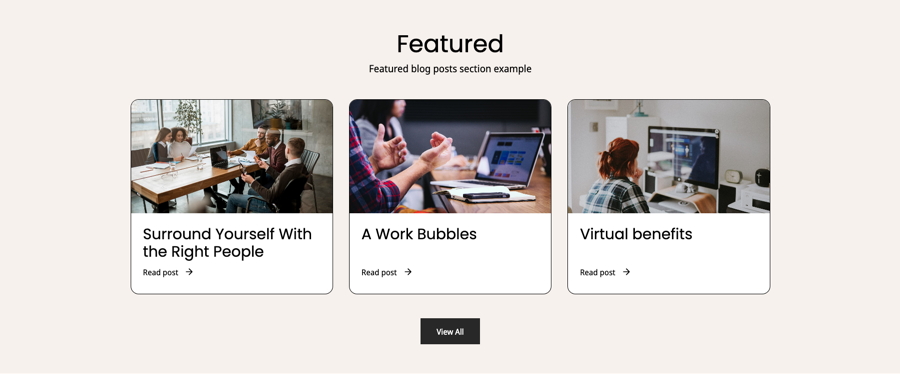 Featured
Featured blog posts section example
Surround Yourself With
the Right People
Read post
A Work Bubbles
Read post
Virtual benefits
Read post
View All